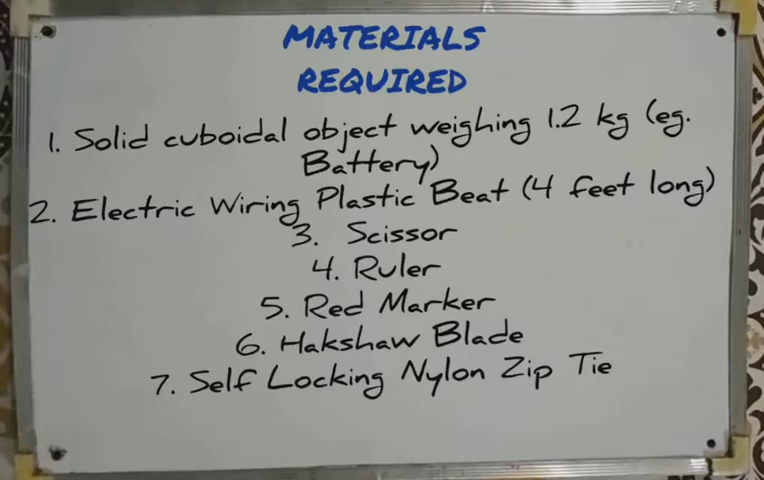 MATERIALS
REQUIRED
1. Solid cuboidal object weighing 1.2 kg (eg.
Battery)
2. Electric Wiring Plastic Beat (4 feet long)
3. Scissor
4. Ruler
5. Red Marker
6. Hakshaw Blade
7. Self Locking Nylon Zip Tie